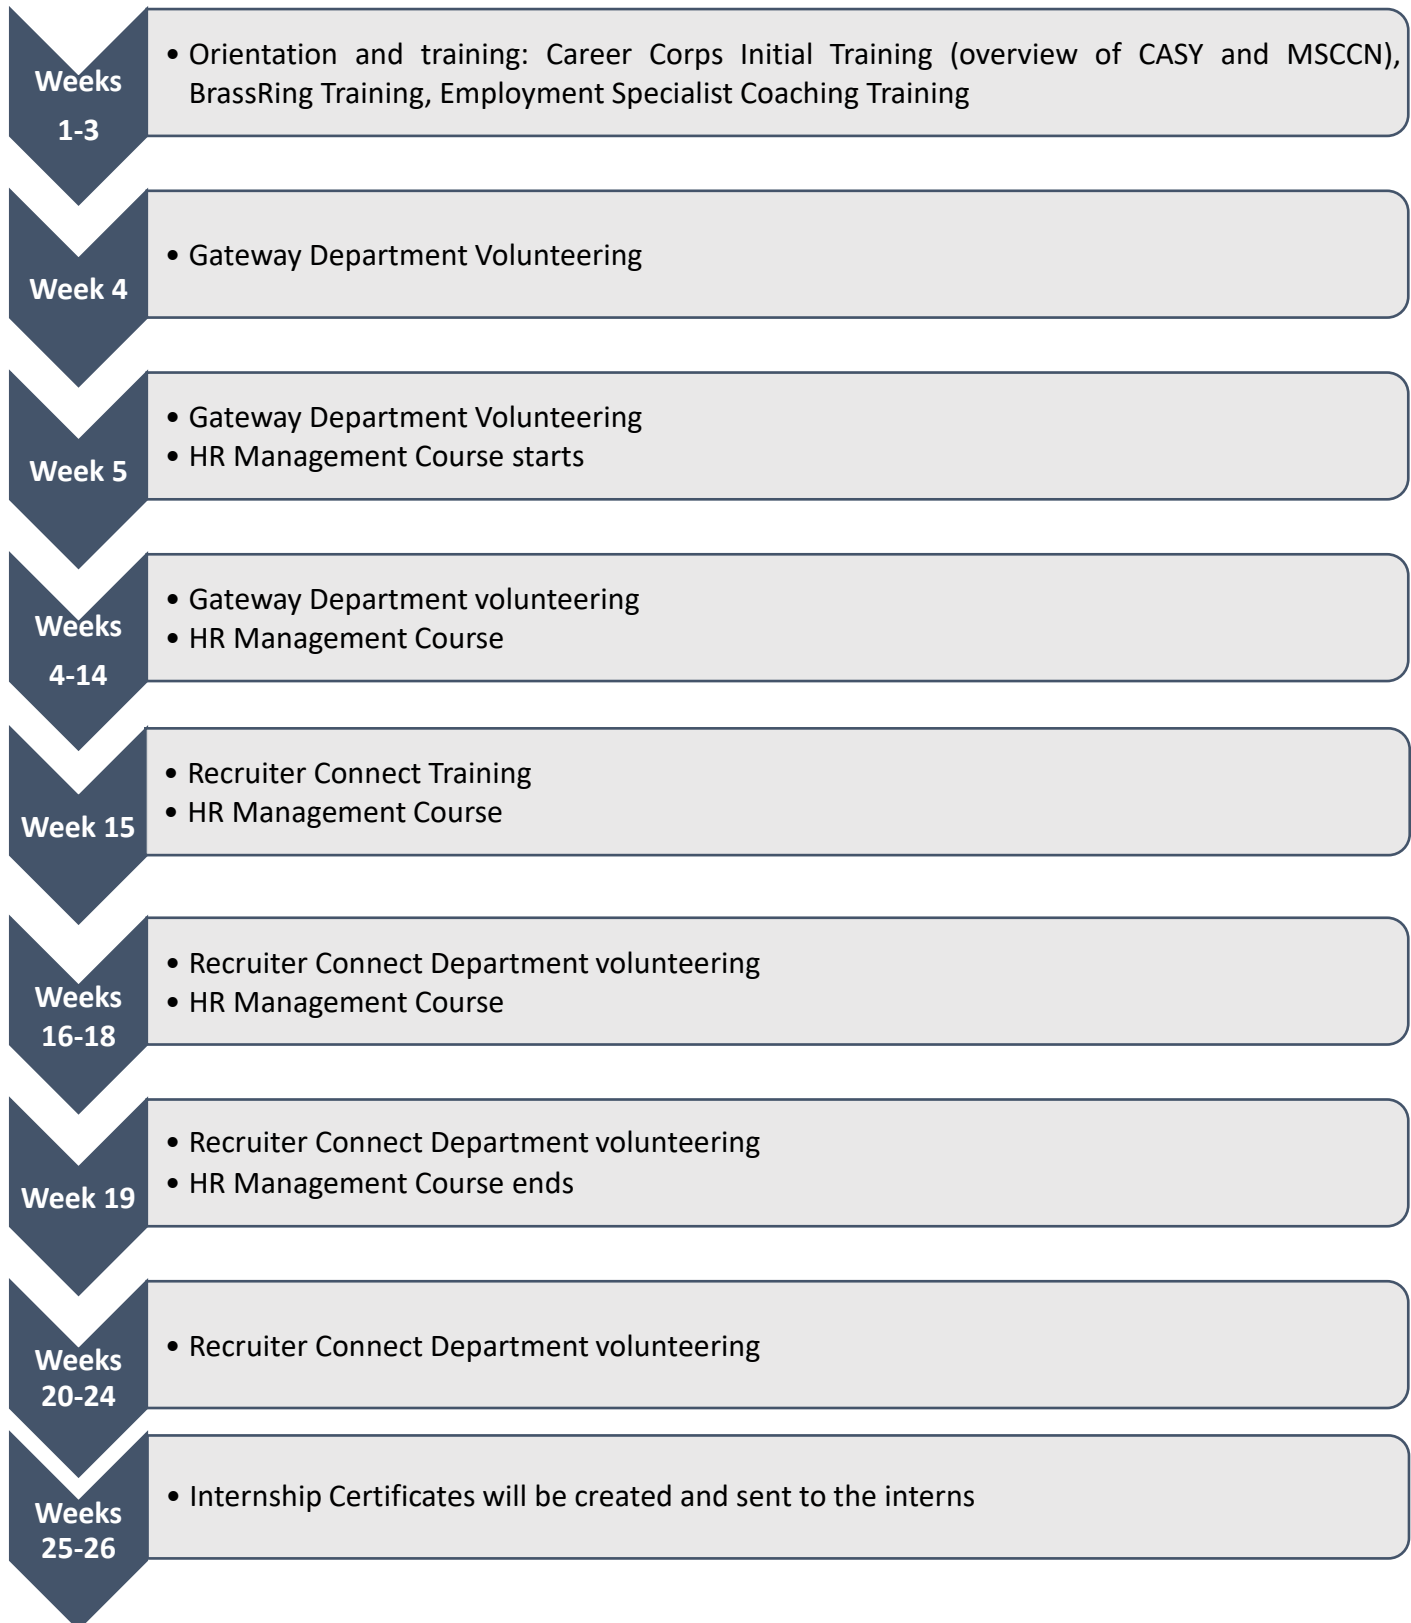 Weeks
1-3
• Orientation and training: Career Corps Initial Training (overview of CASY and MSCCN),
BrassRing Training, Employment Specialist Coaching Training
Week 4
• Gateway Department Volunteering
Week 5
• Gateway Department Volunteering
• HR Management Course starts
Weeks
4-14
• Gateway Department volunteering
• HR Management Course
Week 15
• Recruiter Connect Training
• HR Management Course
Weeks
16-18
• Recruiter Connect Department volunteering
• HR Management Course
Week 19
• Recruiter Connect Department volunteering
• HR Management Course ends
Weeks
20-24
• Recruiter Connect Department volunteering
Weeks
25-26
• Internship Certificates will be created and sent to the interns